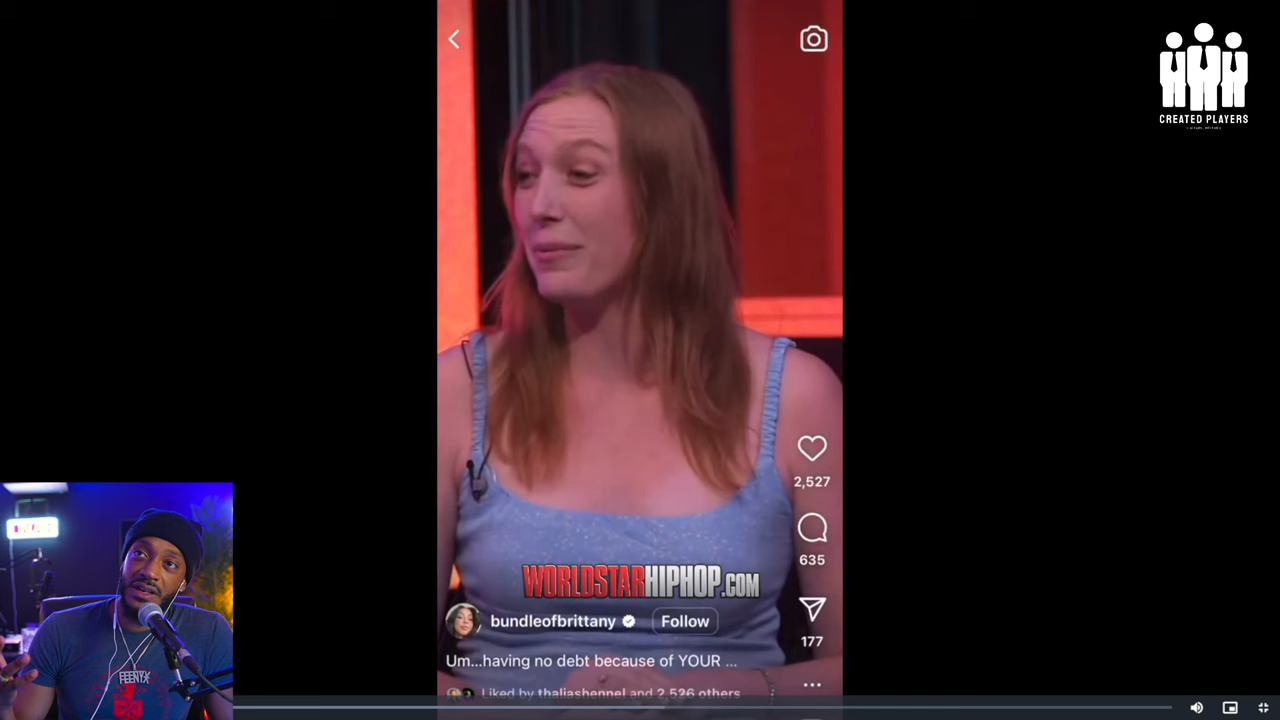 CREATED PLAYERS
2,527
635
WORLDSTARHIPHOP.COM
bundleofbrittany
Follow
177
Um...having no debt because of YOUR ...
Liked by thaliashennel and 2,526 others
FEENYX